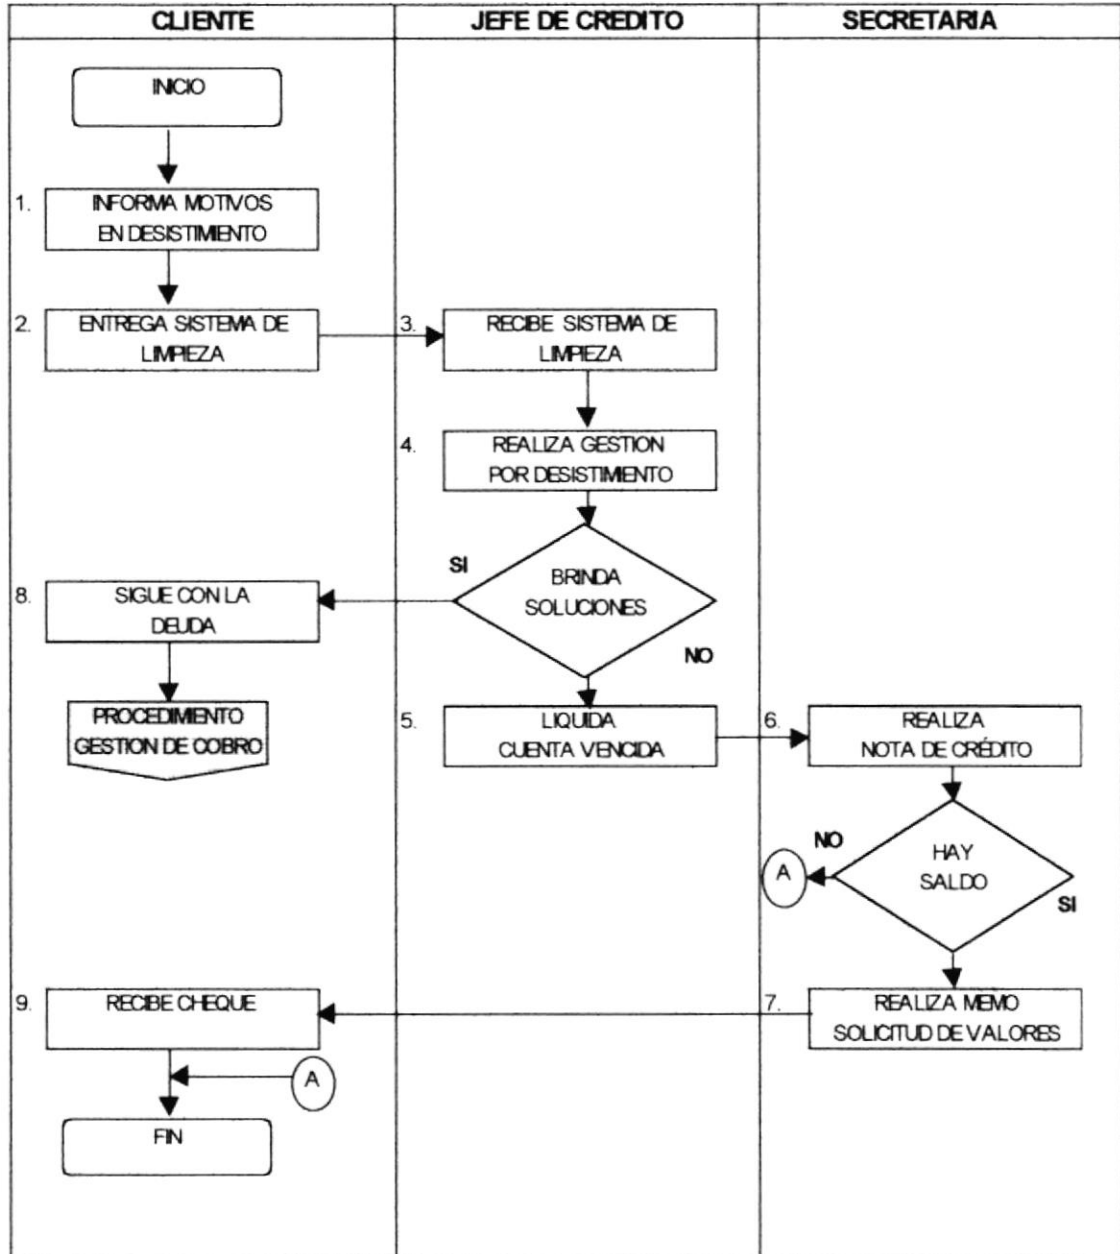 CLIENTE
JEFE DE CREDITO
SECRETARIA
INICIO
1.
INFORMA MOTIVOS
EN DESISTIMIENTO
2.
ENTREGA SISTEMA DE
LIMPIEZA
3.
RECIBE SISTEMA DE
LIMPIEZA
4.
REALIZA GESTION
POR DESISTIMIENTO
SI
BRINDA
SOLUCIONES
NO
8.
SIGUE CON LA
DEUDA
PROCEDIMIENTO
GESTION DE COBRO
5.
LIQUIDA
CUENTA VENCIDA
6.
REALIZA
NOTA DE CRÉDITO
NO
HAY
SALDO
SI
A
7.
REALIZA MEMO
SOLICITUD DE VALORES
9.
RECIBE CHEQUE
A
FIN